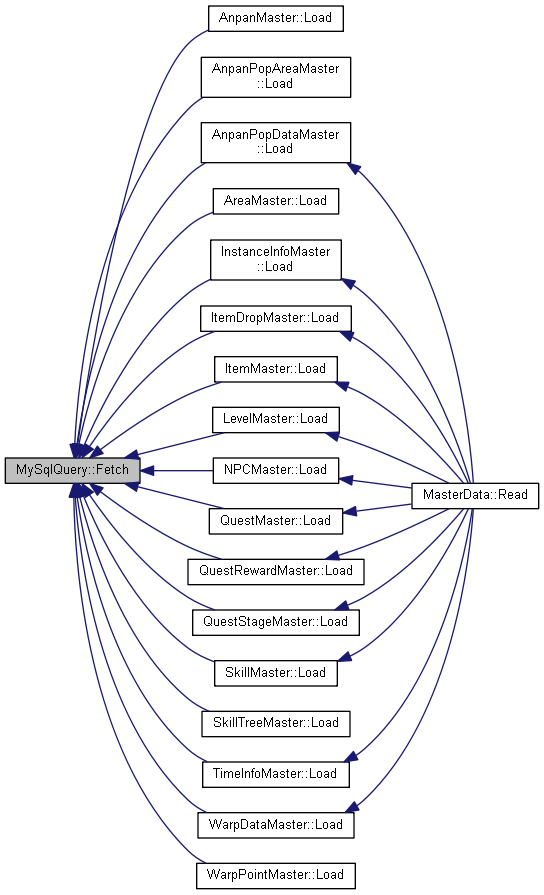 AnpanMaster::Load
AnpanPopAreaMaster
::Load
AnpanPopDataMaster
::Load
AreaMaster::Load
InstanceInfoMaster
::Load
ItemDropMaster::Load
ItemMaster::Load
LevelMaster::Load
MySqlQuery::Fetch
NPCMaster::Load
MasterData::Read
QuestMaster::Load
QuestRewardMaster::Load
QuestStageMaster::Load
SkillMaster::Load
SkillTreeMaster::Load
TimeInfoMaster::Load
WarpDataMaster::Load
WarpPointMaster::Load